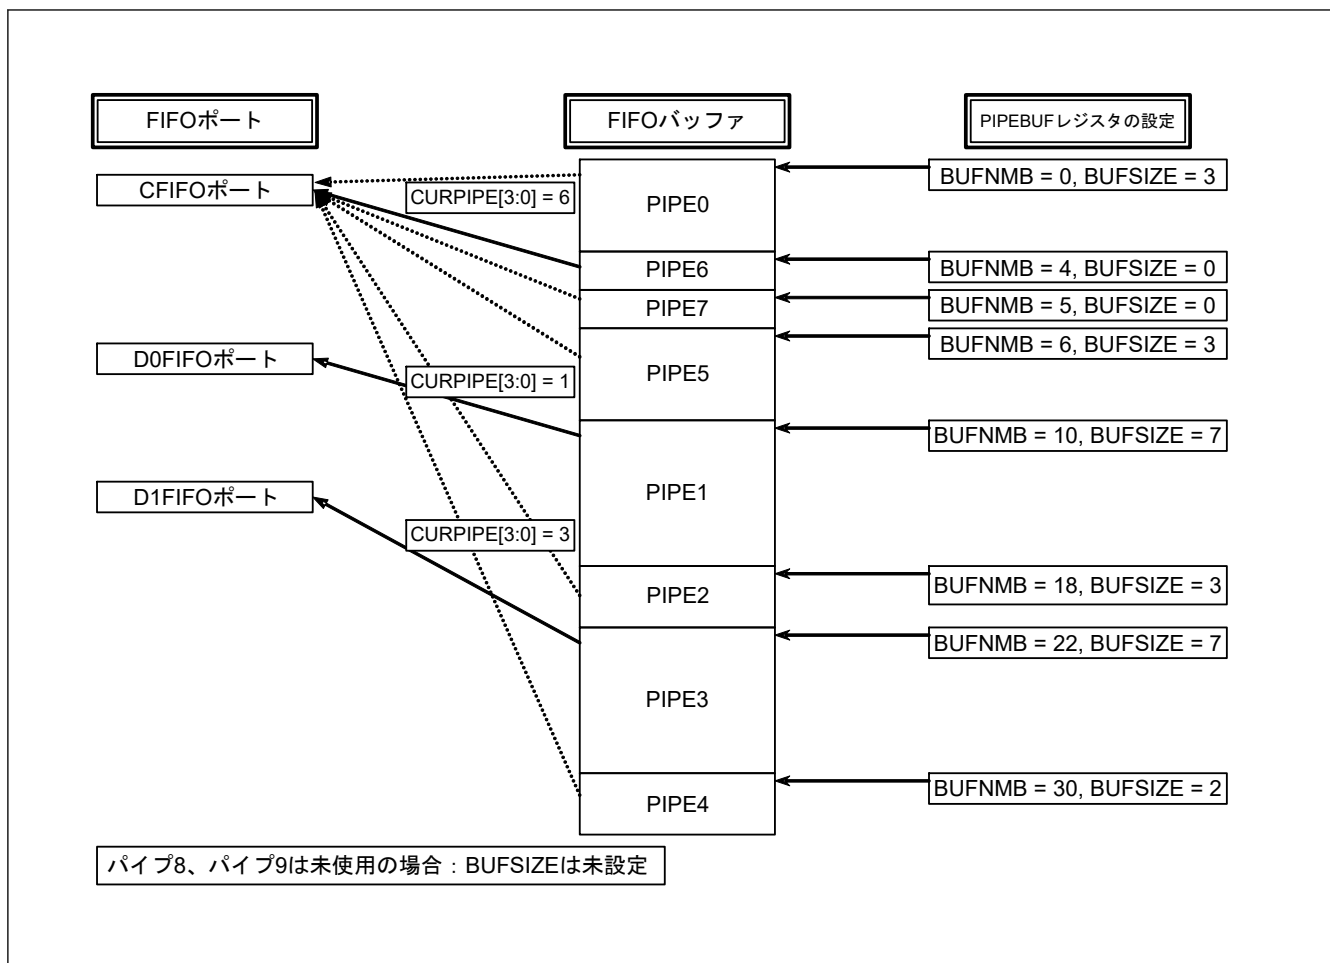 FIFOポート
FIFOバッファ
PIPEBUFレジスタの設定
CFIFOポート
CURPIPE[3:0] = 6
PIPE0
BUFNMB = 0, BUFSIZE = 3
PIPE6
BUFNMB = 4, BUFSIZE = 0
PIPE7
BUFNMB = 5, BUFSIZE = 0
D0FIFOポート
CURPIPE[3:0] = 1
PIPE5
BUFNMB = 6, BUFSIZE = 3
BUFNMB = 10, BUFSIZE = 7
D1FIFOポート
CURPIPE[3:0] = 3
PIPE1
PIPE2
BUFNMB = 18, BUFSIZE = 3
BUFNMB = 22, BUFSIZE = 7
PIPE3
PIPE4
BUFNMB = 30, BUFSIZE = 2
パイプ8、パイプ9は未使用の場合：BUFSIZEは未設定